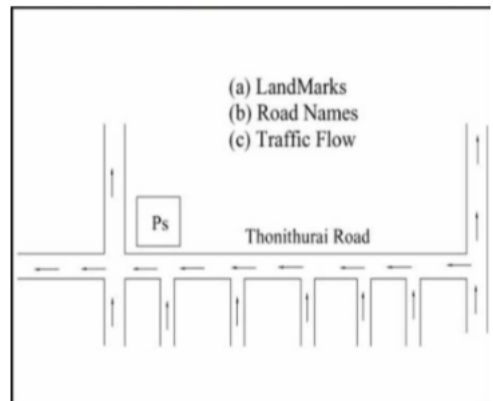 (a) LandMarks
(b) Road Names
(c) Traffic Flow
Ps
Thonithurai Road